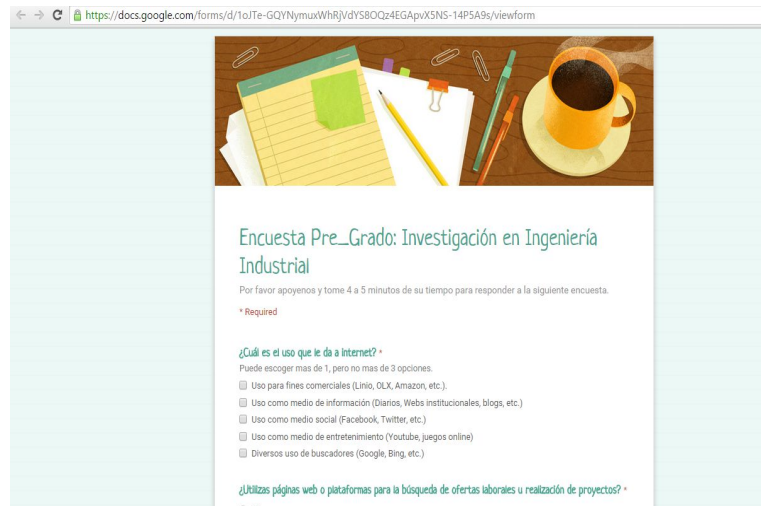 https://docs.google.com/forms/d/1oJTe-GQYNymuxWhRjVdYS8OQz4EGApvX5NS-14P5A9s/viewform
Encuesta Pre_Grado: Investigación en Ingeniería
Industrial
Por favor apoyenos y tome 4 a 5 minutos de su tiempo para responder a la siguiente encuesta.
* Required
¿Cuál es el uso que le da a internet? *
Puede escoger mas de 1, pero no mas de 3 opciones.
Uso para fines comerciales (Linio, OLX, Amazon, etc.).
Uso como medio de información (Diarios, Webs institucionales, blogs, etc.)
Uso como medio social (Facebook, Twitter, etc.)
Uso como medio de entretenimiento (Youtube, juegos online)
Diversos uso de buscadores (Google, Bing, etc.)
¿Utilizas páginas web o plataformas para la búsqueda de ofertas laborales u realización de proyectos? *